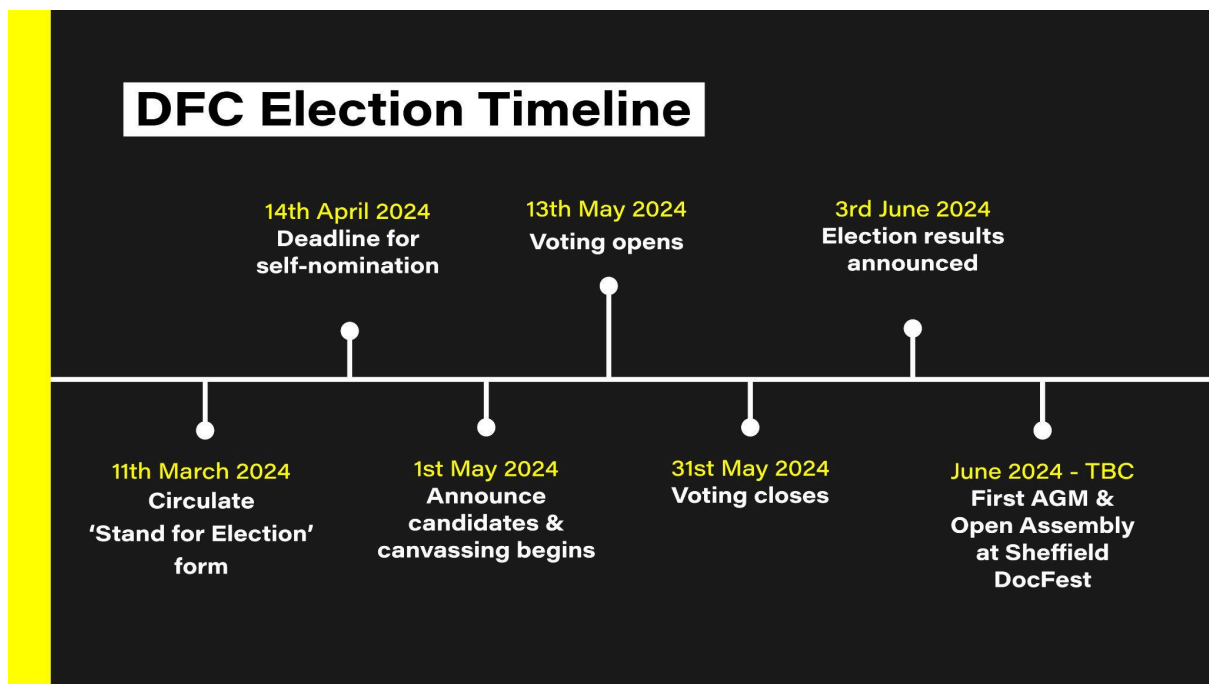 DFC Election Timeline
14th April 2024
Deadline for
self-nomination
13th May 2024
Voting opens
3rd June 2024
Election results
announced
11th March 2024
Circulate
‘Stand for Election’
form
1st May 2024
Announce
candidates &
canvassing begins
31st May 2024
Voting closes
June 2024 - TBC
First AGM &
Open Assembly
at Sheffield
DocFest